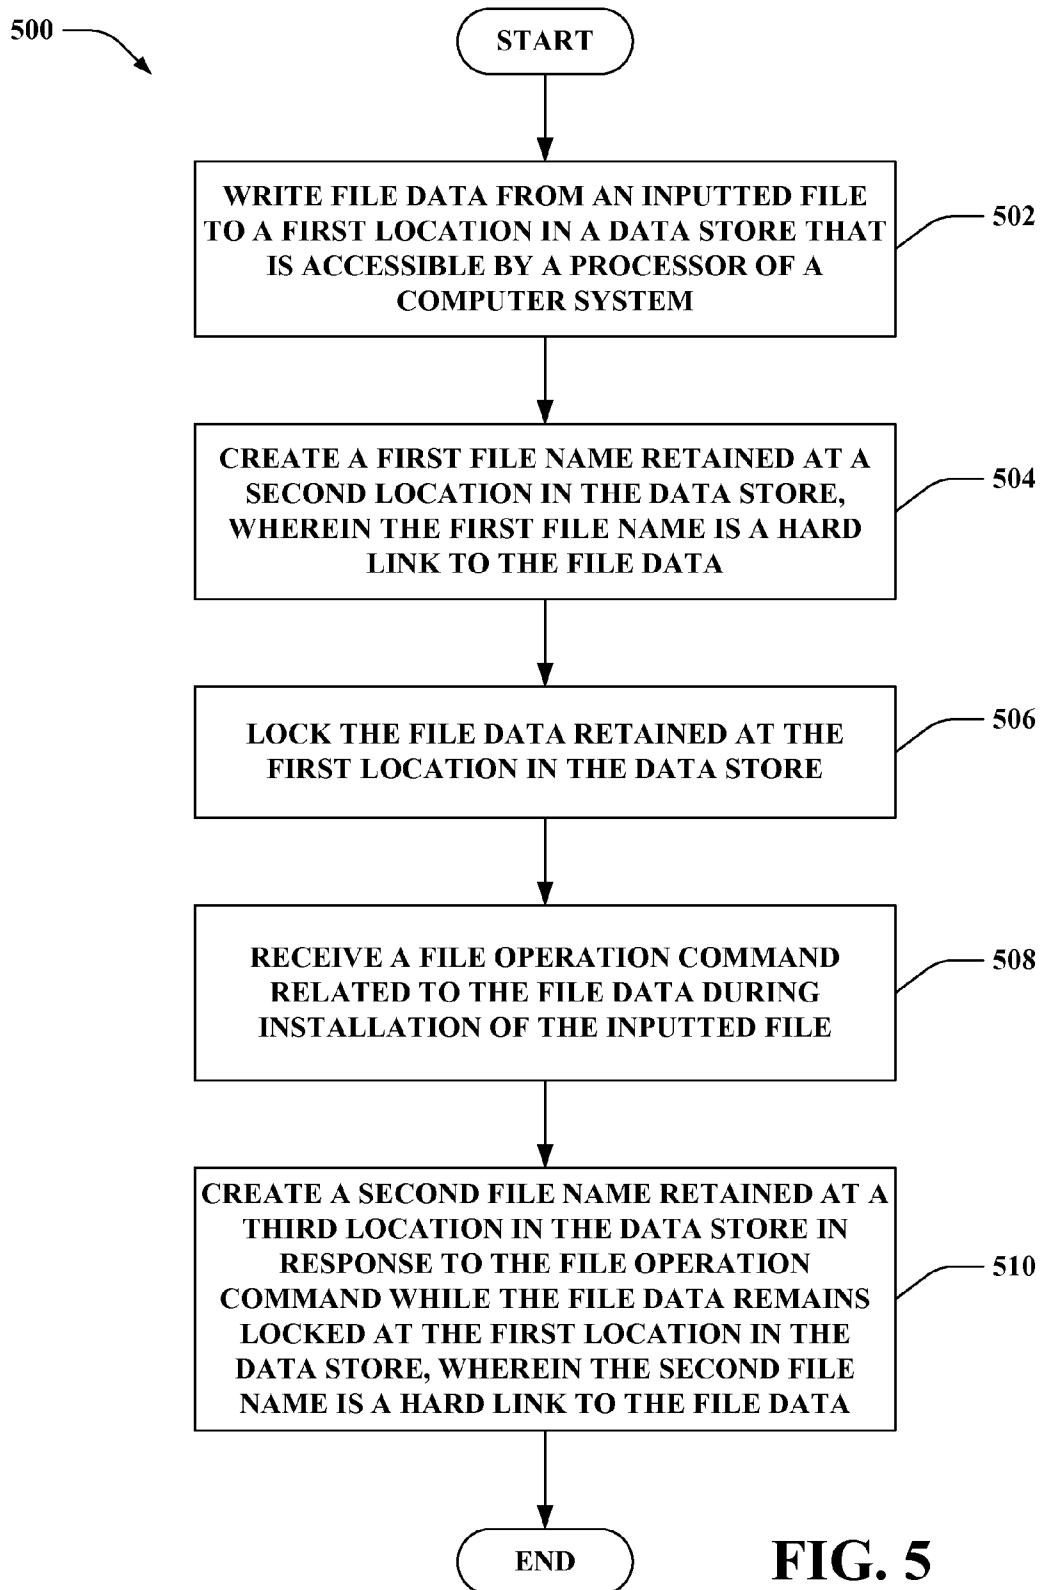 500
START
WRITE FILE DATA FROM AN INPUTTED FILE
TO A FIRST LOCATION IN A DATA STORE THAT
IS ACCESSIBLE BY A PROCESSOR OF A
COMPUTER SYSTEM
502
CREATE A FIRST FILE NAME RETAINED AT A
SECOND LOCATION IN THE DATA STORE,
WHEREIN THE FIRST FILE NAME IS A HARD
LINK TO THE FILE DATA
504
LOCK THE FILE DATA RETAINED AT THE
FIRST LOCATION IN THE DATA STORE
506
RECEIVE A FILE OPERATION COMMAND
RELATED TO THE FILE DATA DURING
INSTALLATION OF THE INPUTTED FILE
508
CREATE A SECOND FILE NAME RETAINED AT A
THIRD LOCATION IN THE DATA STORE IN
RESPONSE TO THE FILE OPERATION
COMMAND WHILE THE FILE DATA REMAINS
LOCKED AT THE FIRST LOCATION IN THE
DATA STORE, WHEREIN THE SECOND FILE
NAME IS A HARD LINK TO THE FILE DATA
510
END
FIG. 5